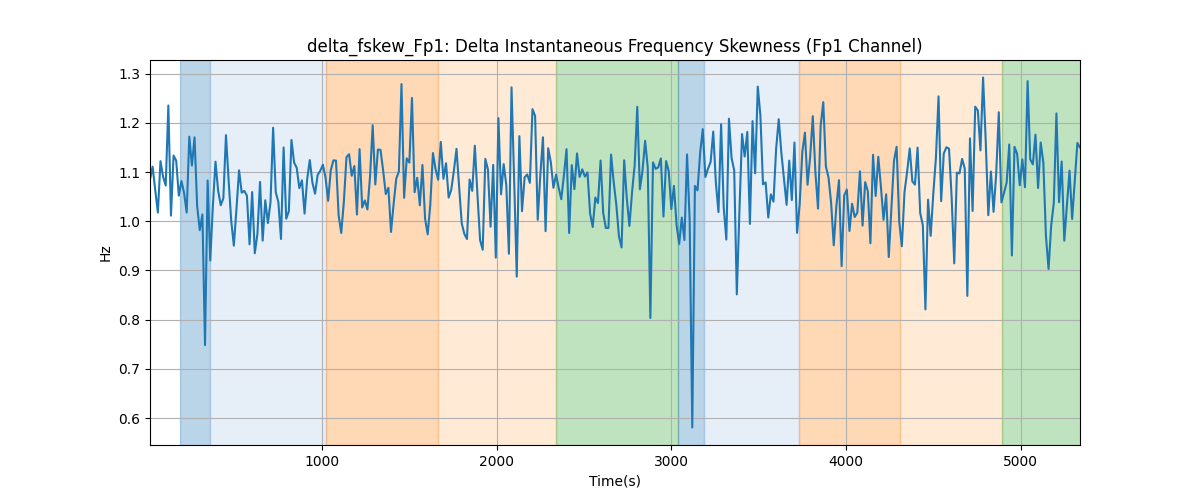 delta_fskew_Fp1: Delta Instantaneous Frequency Skewness (Fp1 Channel)
1.3
1.2
1.1
1.0
0.9
0.8
0.7
0.6
Hz
1000 2000 3000 4000 5000
Time(s)